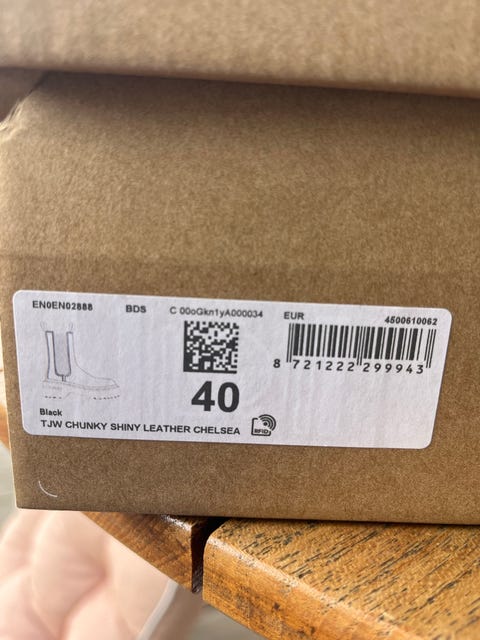 EN0EN02888 BDS C 00oGkn1yA000034 EUR 4500610062
8 721222 299943
40
Black
TJW CHUNKY SHINY LEATHER CHELSEA RFID